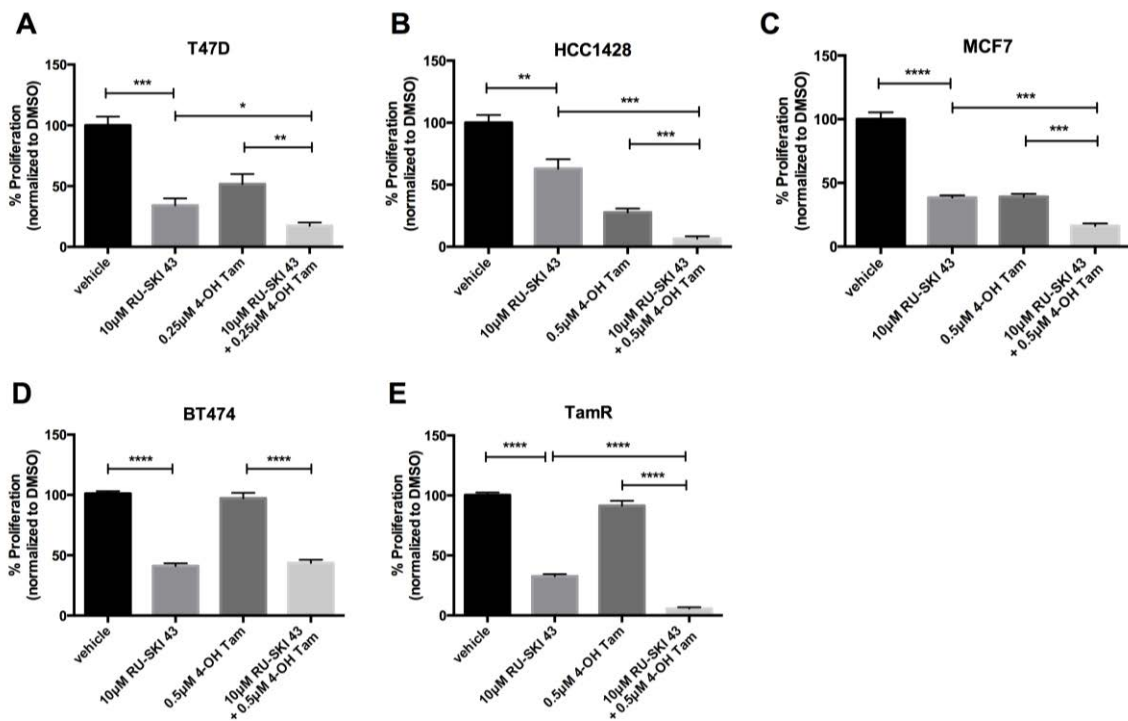 A
T47D
% Proliferation
(normalized to DMSO)
150
100
50
0
***
*
**
vehicle
10µM RU-SKI 43
0.25µM 4-OH Tam
10µM RU-SKI 43
+ 0.25µM 4-OH Tam
B
HCC1428
% Proliferation
(normalized to DMSO)
150
100
50
0
**
***
***
vehicle
10µM RU-SKI 43
0.5µM 4-OH Tam
10µM RU-SKI 43
+ 0.5µM 4-OH Tam
C
MCF7
% Proliferation
(normalized to DMSO)
150
100
50
0
****
***
***
vehicle
10µM RU-SKI 43
0.5µM 4-OH Tam
10µM RU-SKI 43
+ 0.5µM 4-OH Tam
D
BT474
% Proliferation
(normalized to DMSO)
150
100
50
0
****
****
vehicle
10µM RU-SKI 43
0.5µM 4-OH Tam
10µM RU-SKI 43
+ 0.5µM 4-OH Tam
E
TamR
% Proliferation
(normalized to DMSO)
150
100
50
0
****
****
****
vehicle
10µM RU-SKI 43
0.5µM 4-OH Tam
10µM RU-SKI 43
+ 0.5µM 4-OH Tam